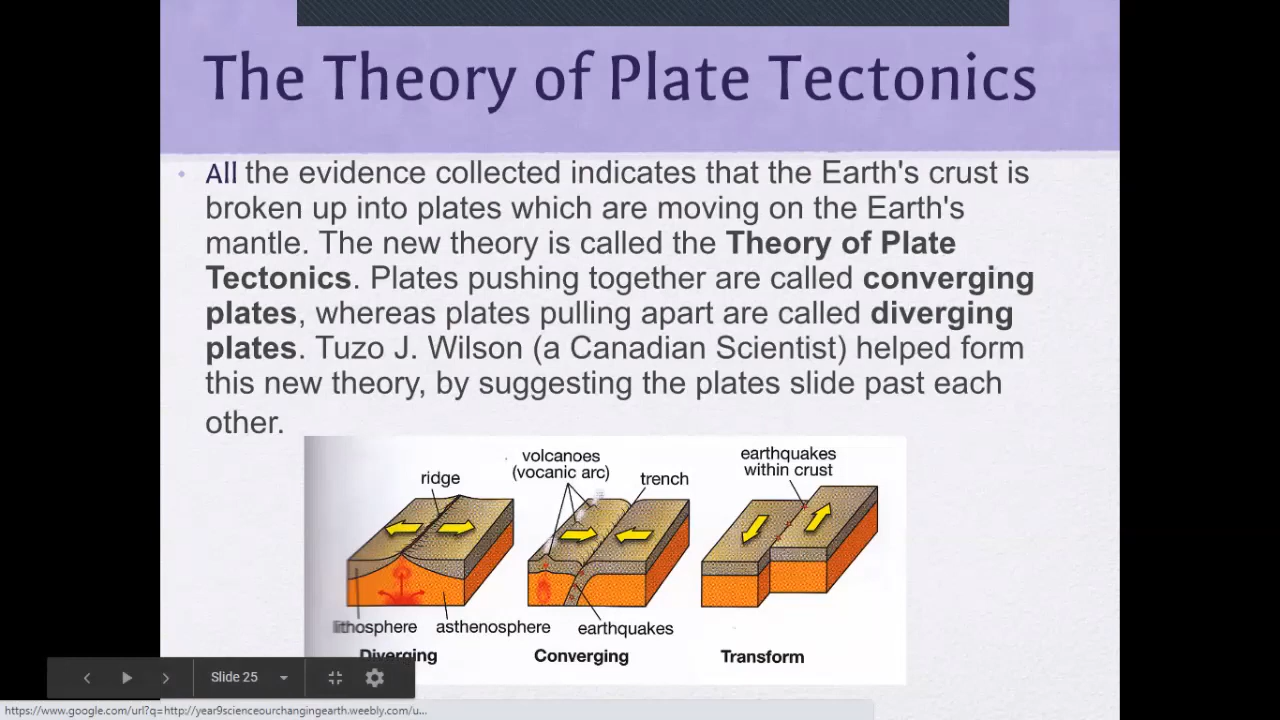 The Theory of Plate Tectonics
• All the evidence collected indicates that the Earth's crust is
broken up into plates which are moving on the Earth's
mantle. The new theory is called the Theory of Plate
Tectonics. Plates pushing together are called converging
plates, whereas plates pulling apart are called diverging
plates. Tuzo J. Wilson (a Canadian Scientist) helped form
this new theory, by suggesting the plates slide past each
other.
ridge
volcanoes
(vocanic arc)
trench
earthquakes
within crust
lithosphere
asthenosphere
earthquakes
Diverging
Converging
Transform
Slide 25
https://www.google.com/url?q=http://year9scienceourchangingearth.weebly.com/u...